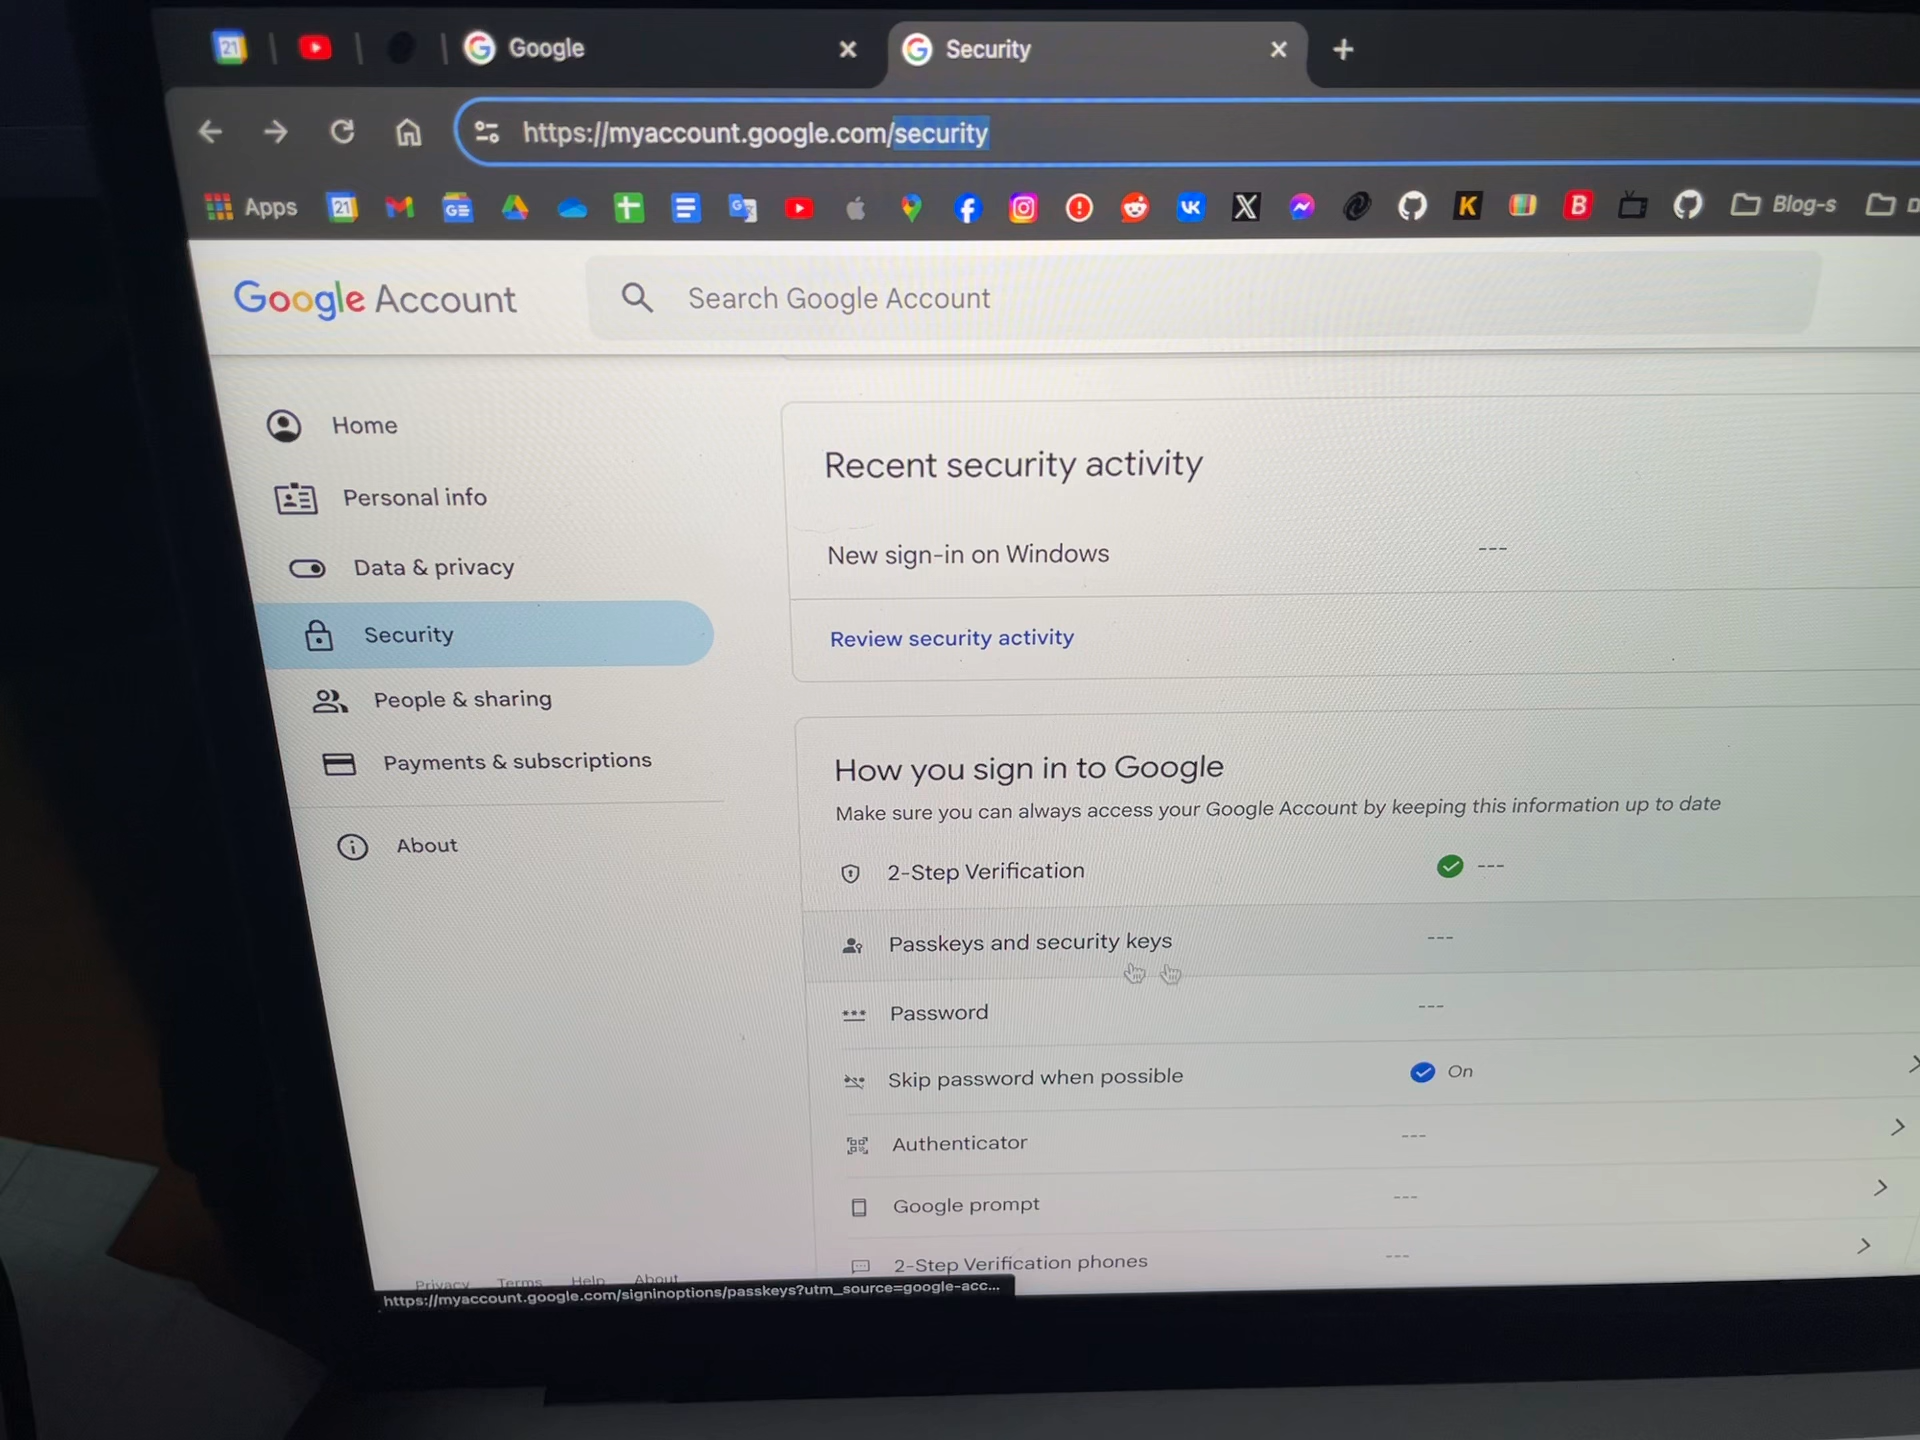 Google
Security
https://myaccount.google.com/security
Apps
Blog-s
Google Account
Search Google Account
Home
Personal info
Data & privacy
Security
People & sharing
Payments & subscriptions
About
Recent security activity
New sign-in on Windows ---
Review security activity
How you sign in to Google
Make sure you can always access your Google Account by keeping this information up to date
2-Step Verification ---
Passkeys and security keys ---
Password ---
Skip password when possible On
Authenticator ---
Google prompt ---
2-Step Verification phones ---
Privacy Terms Help About
https://myaccount.google.com/signinoptions/passkeys?utm_source=google-acc...